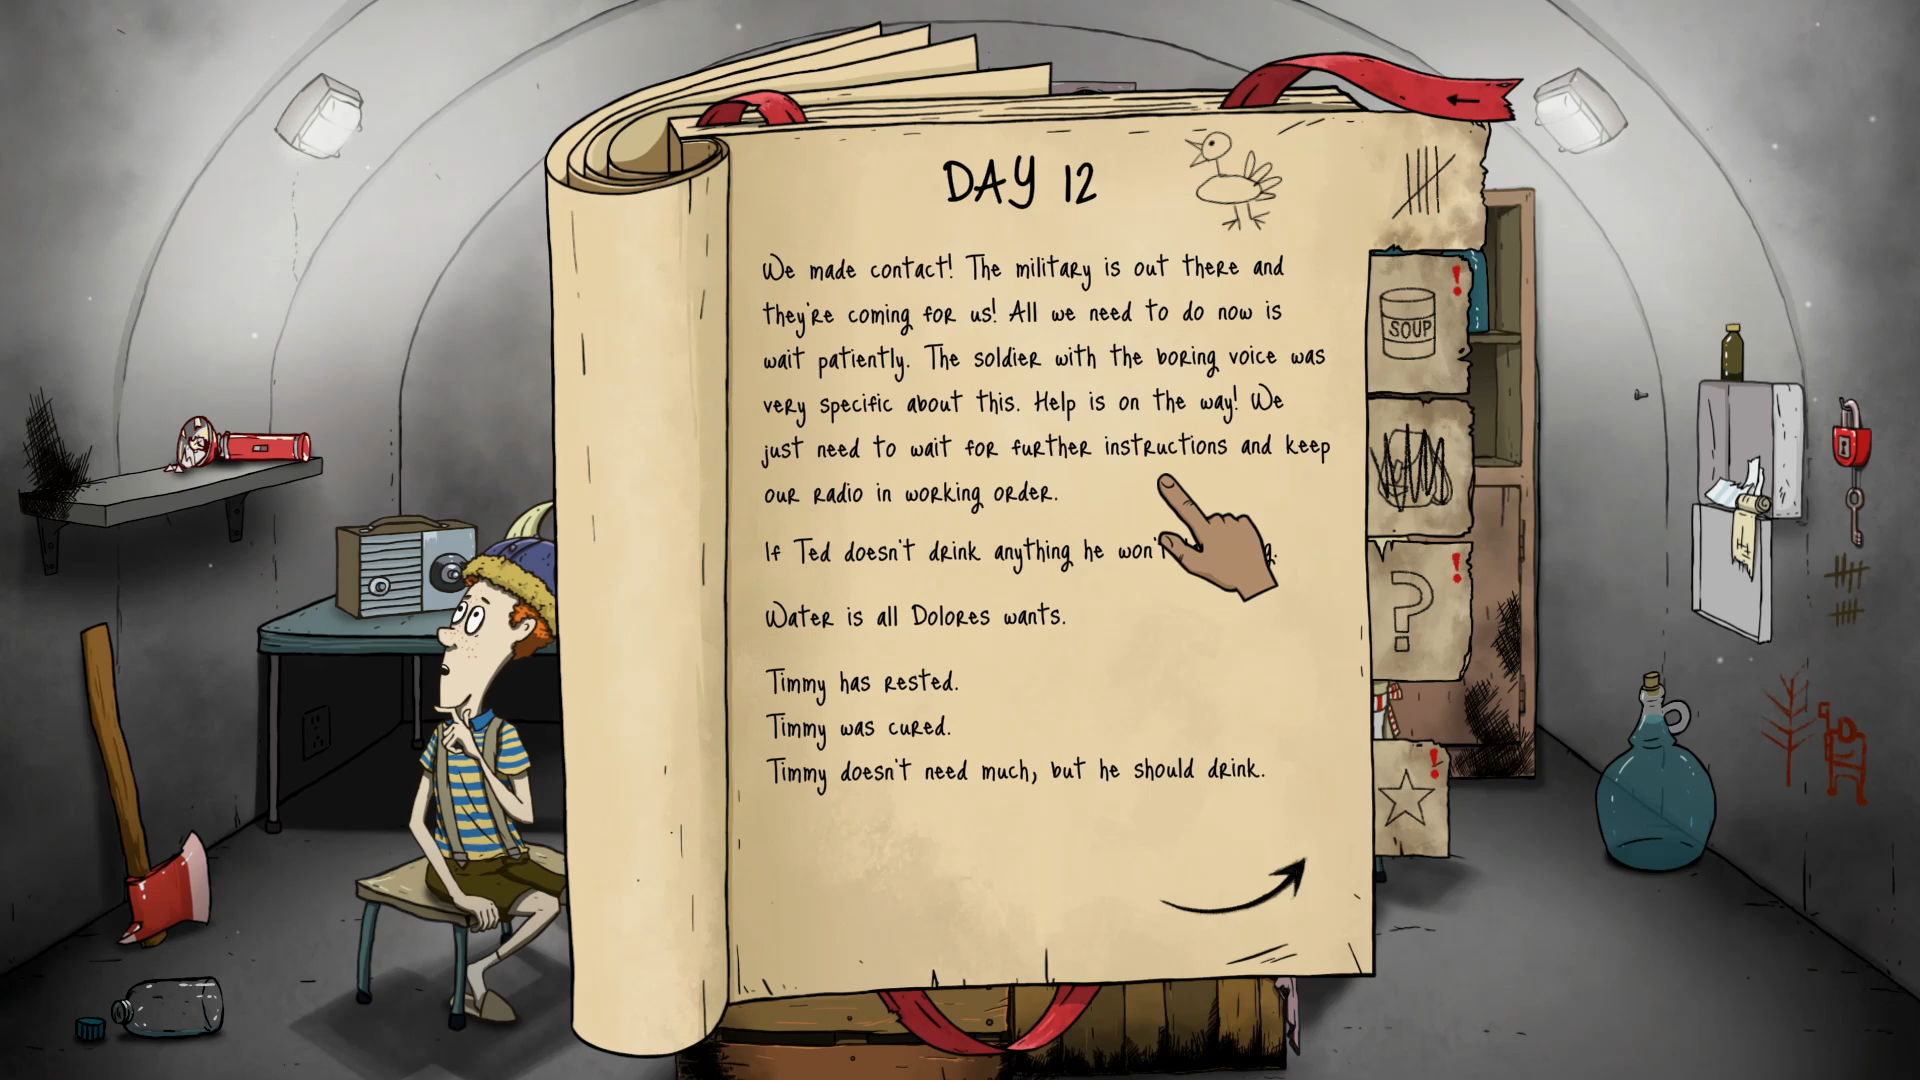 DAY 12
We made contact! The military is out there and
they're coming for us! All we need to do now is
wait patiently. The soldier with the boring voice was
very specific about this. Help is on the way! We
just need to wait for further instructions and keep
our radio in working order.
If Ted doesn't drink anything he
Water is all Dolores wants.
Timmy has rested.
Timmy was cured.
Timmy doesn't need much, but he should drink.
!
SOUP
!
?
!